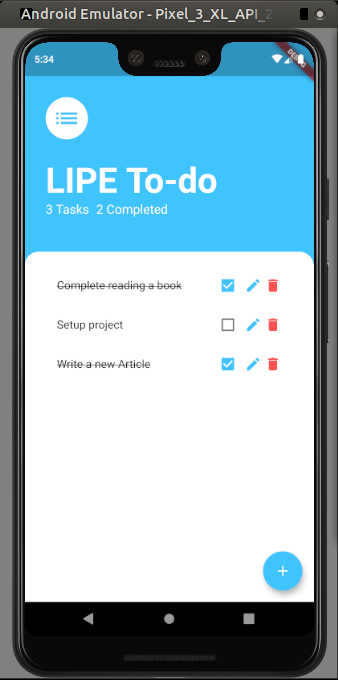 Android Emulator - Pixel_3_XL_API_2
5:34
DEBUG
LIPE To-do
3 Tasks 2 Completed
Complete reading a book
Setup project
Write a new Article